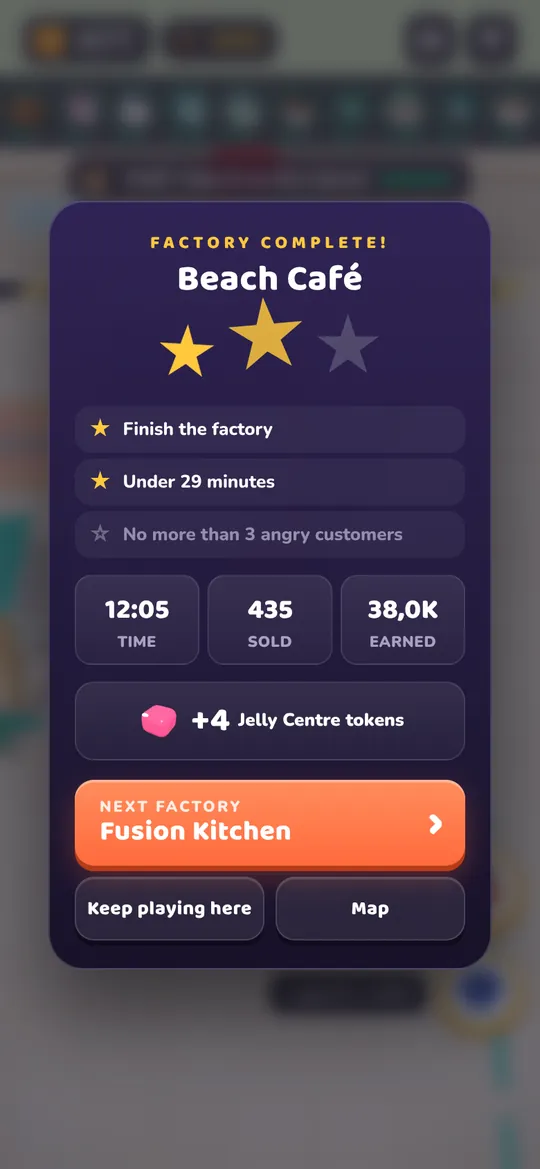 FACTORY COMPLETE!
Beach Café
Finish the factory
Under 29 minutes
No more than 3 angry customers
12:05
TIME
435
SOLD
38,0K
EARNED
+4 Jelly Centre tokens
NEXT FACTORY
Fusion Kitchen
Keep playing here
Map